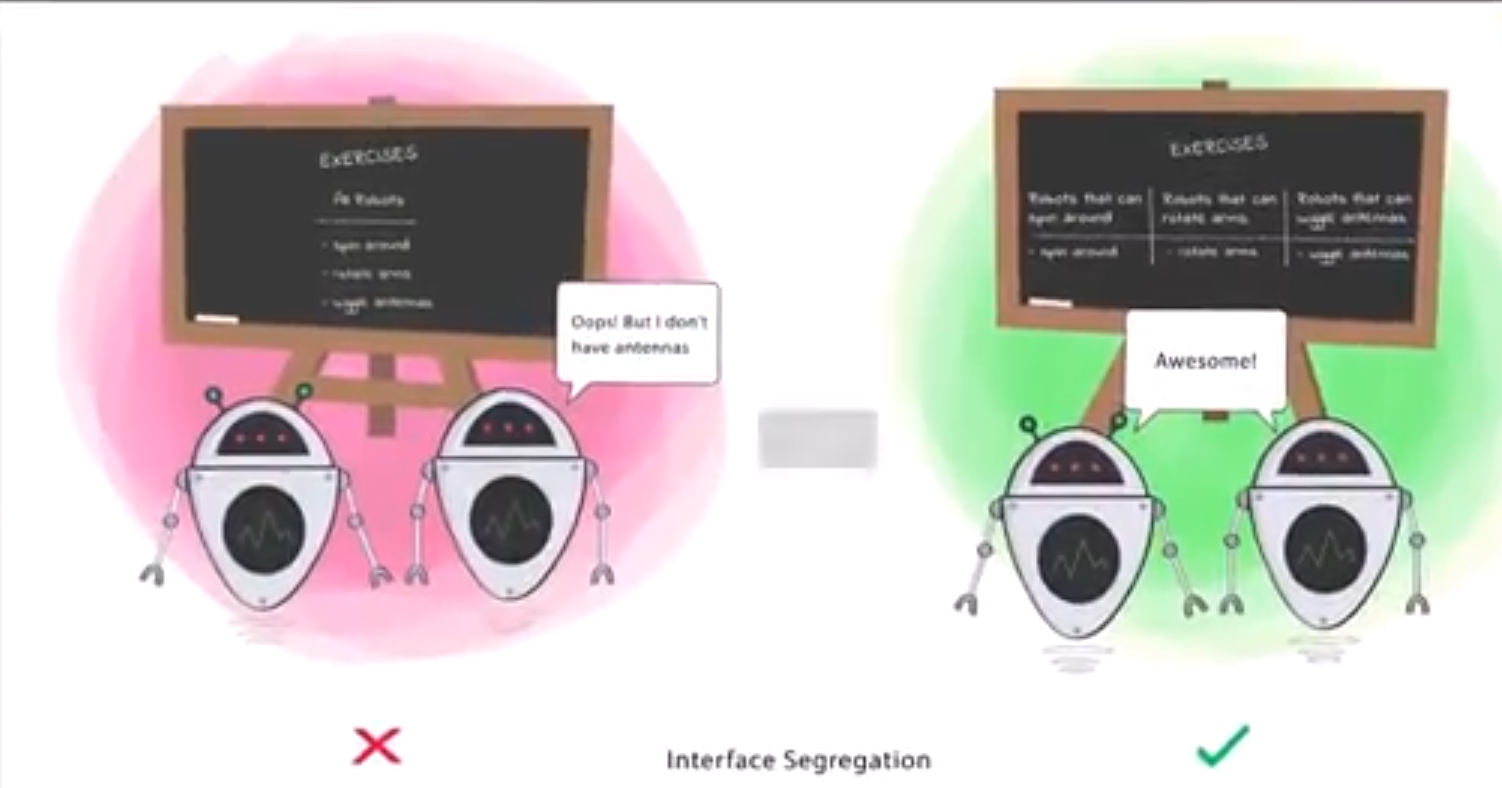 EXERCISES
Robots
- spin around
- rotate arms
- wiggle antennas
Oops! But I don't
have antennas
EXERCISES
Robots that can
spin around
Robots that can
rotate arms
Robots that can
wiggle antennas
- spin around
- rotate arms
- wiggle antennas
Awesome!
Interface Segregation